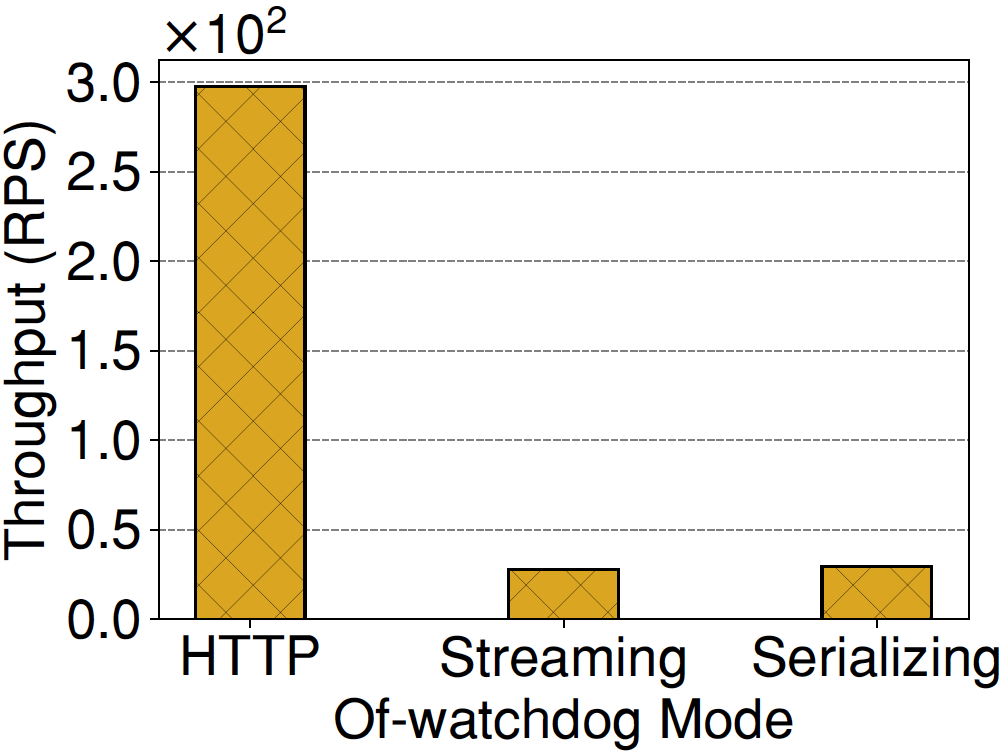 ×10²
3.0
2.5
2.0
1.5
1.0
0.5
0.0
Throughput (RPS)
HTTP Streaming Serializing
Of-watchdog Mode